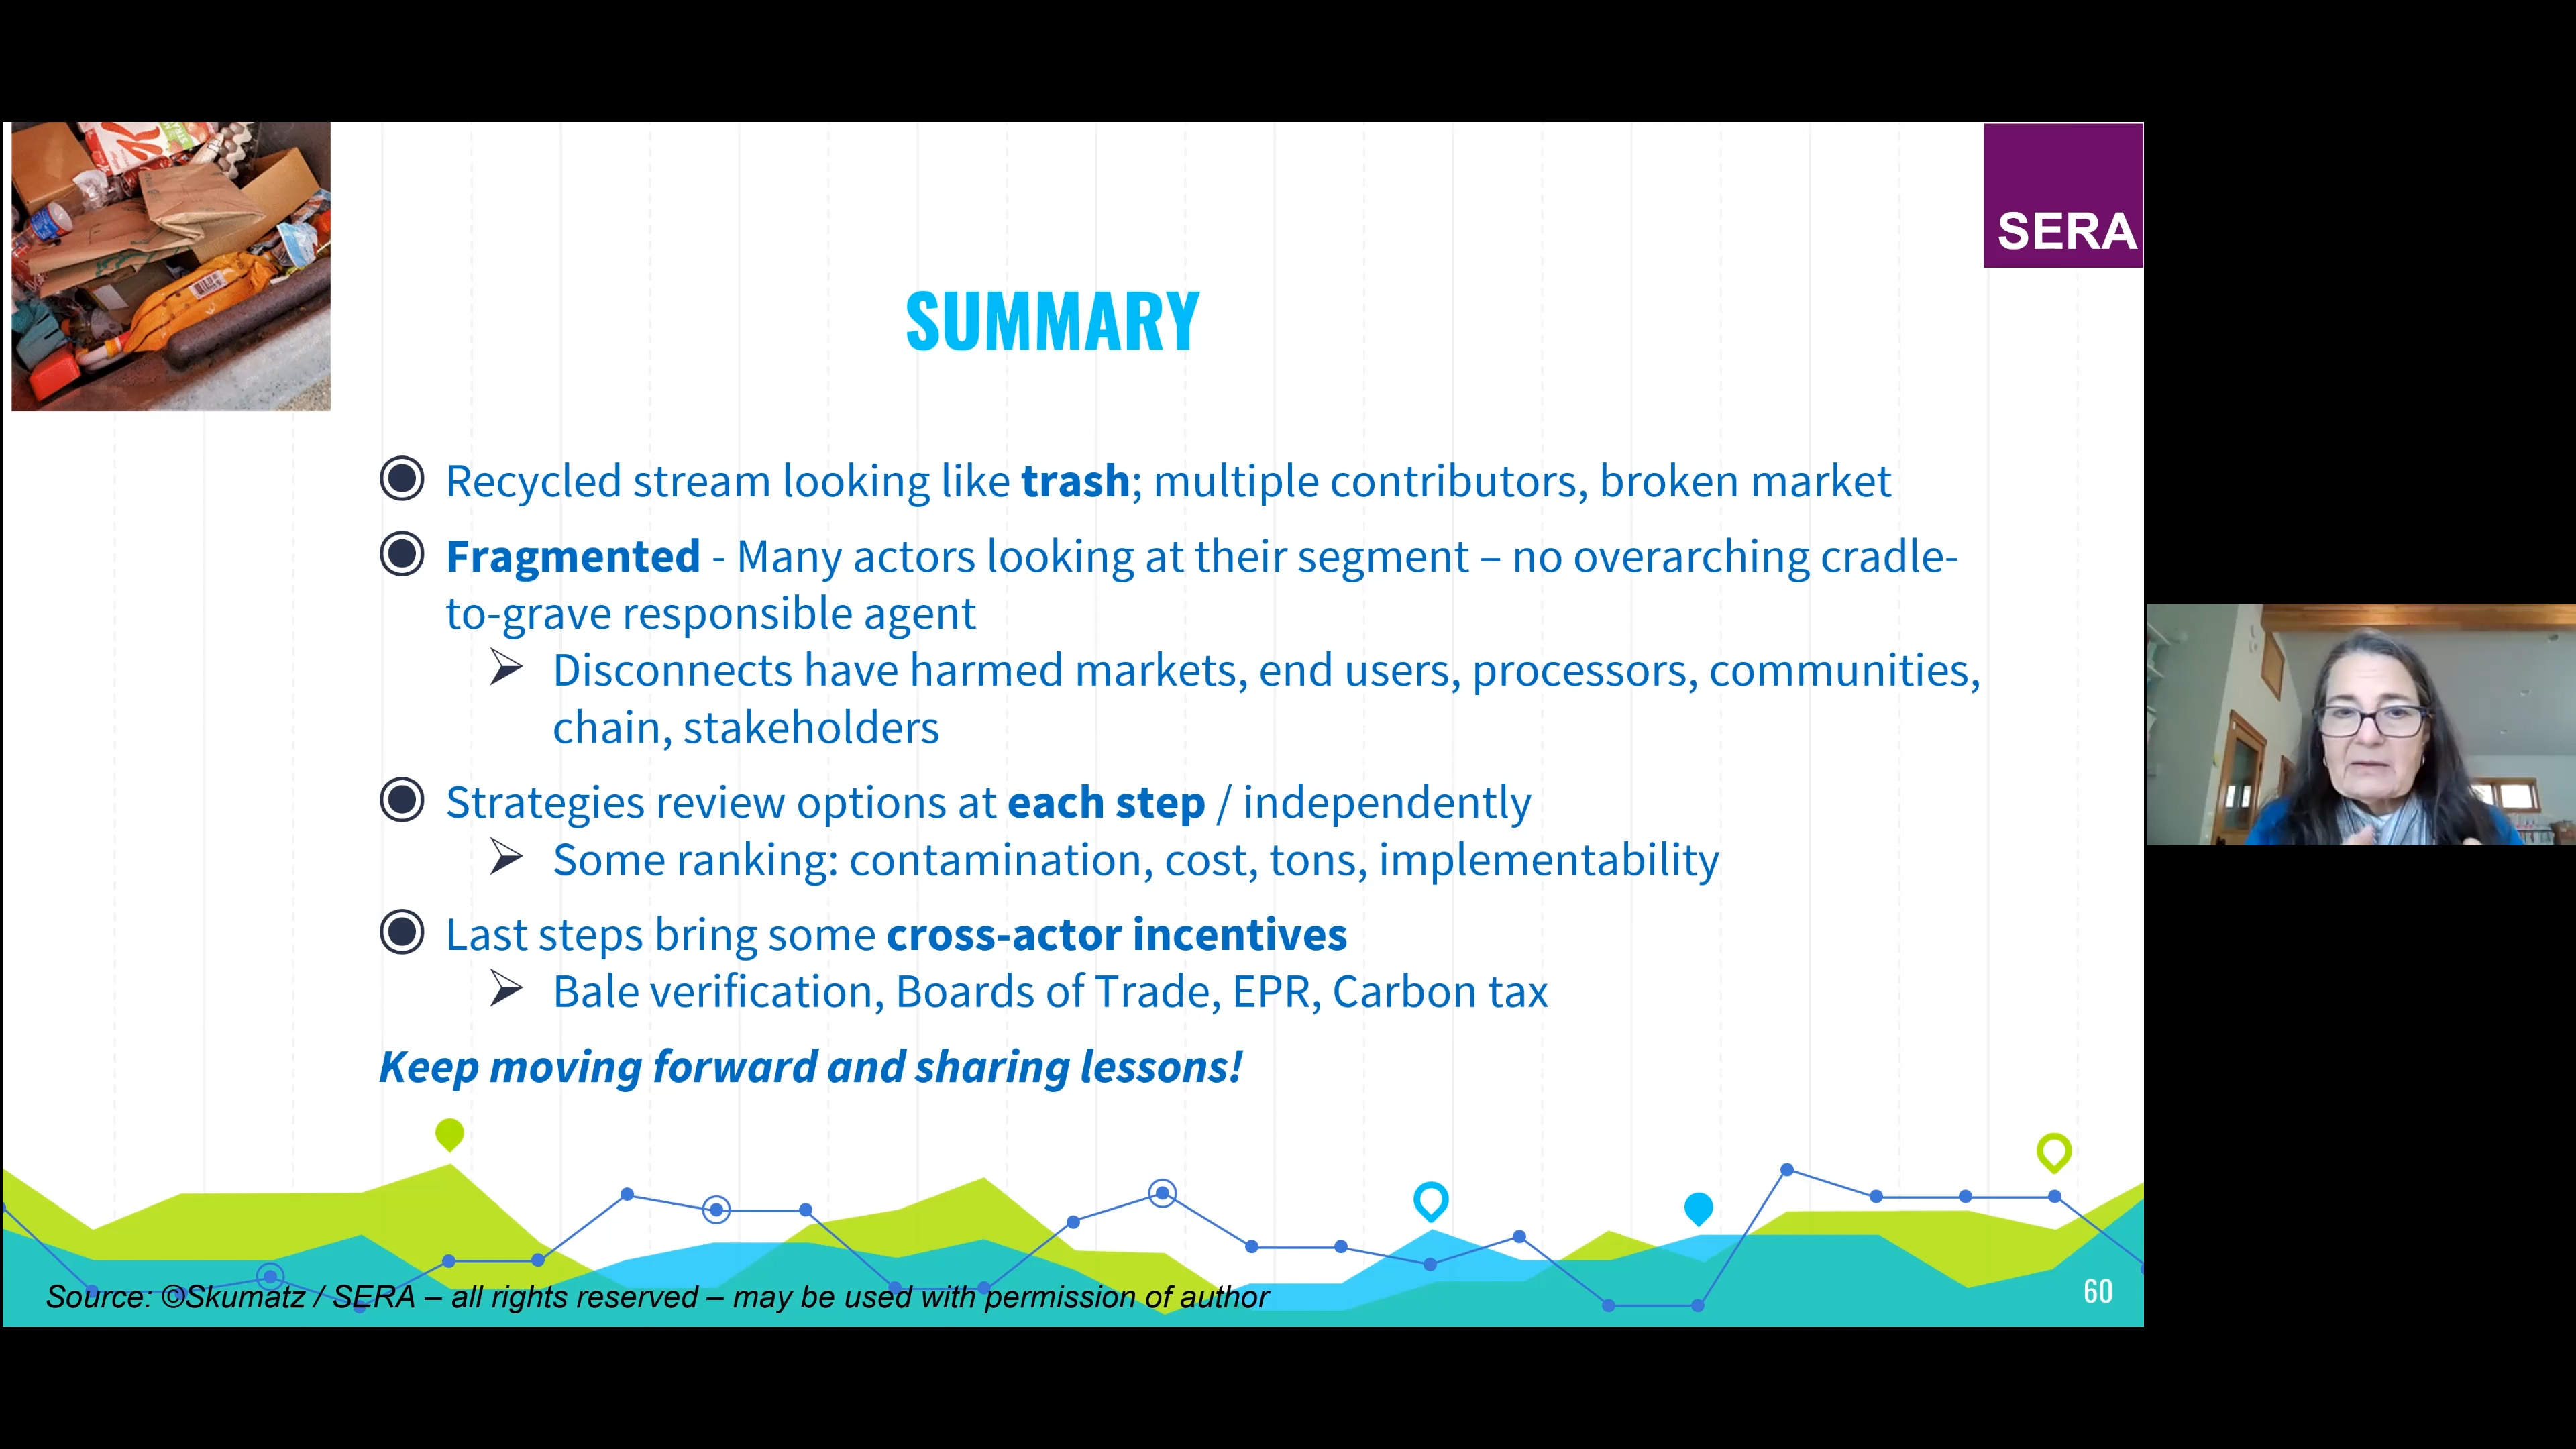 SERA
SUMMARY
Recycled stream looking like trash; multiple contributors, broken market
Fragmented - Many actors looking at their segment – no overarching cradle-
to-grave responsible agent
Disconnects have harmed markets, end users, processors, communities,
chain, stakeholders
Strategies review options at each step / independently
Some ranking: contamination, cost, tons, implementability
Last steps bring some cross-actor incentives
Bale verification, Boards of Trade, EPR, Carbon tax
Keep moving forward and sharing lessons!
Source: ©Skumatz / SERA – all rights reserved – may be used with permission of author
60